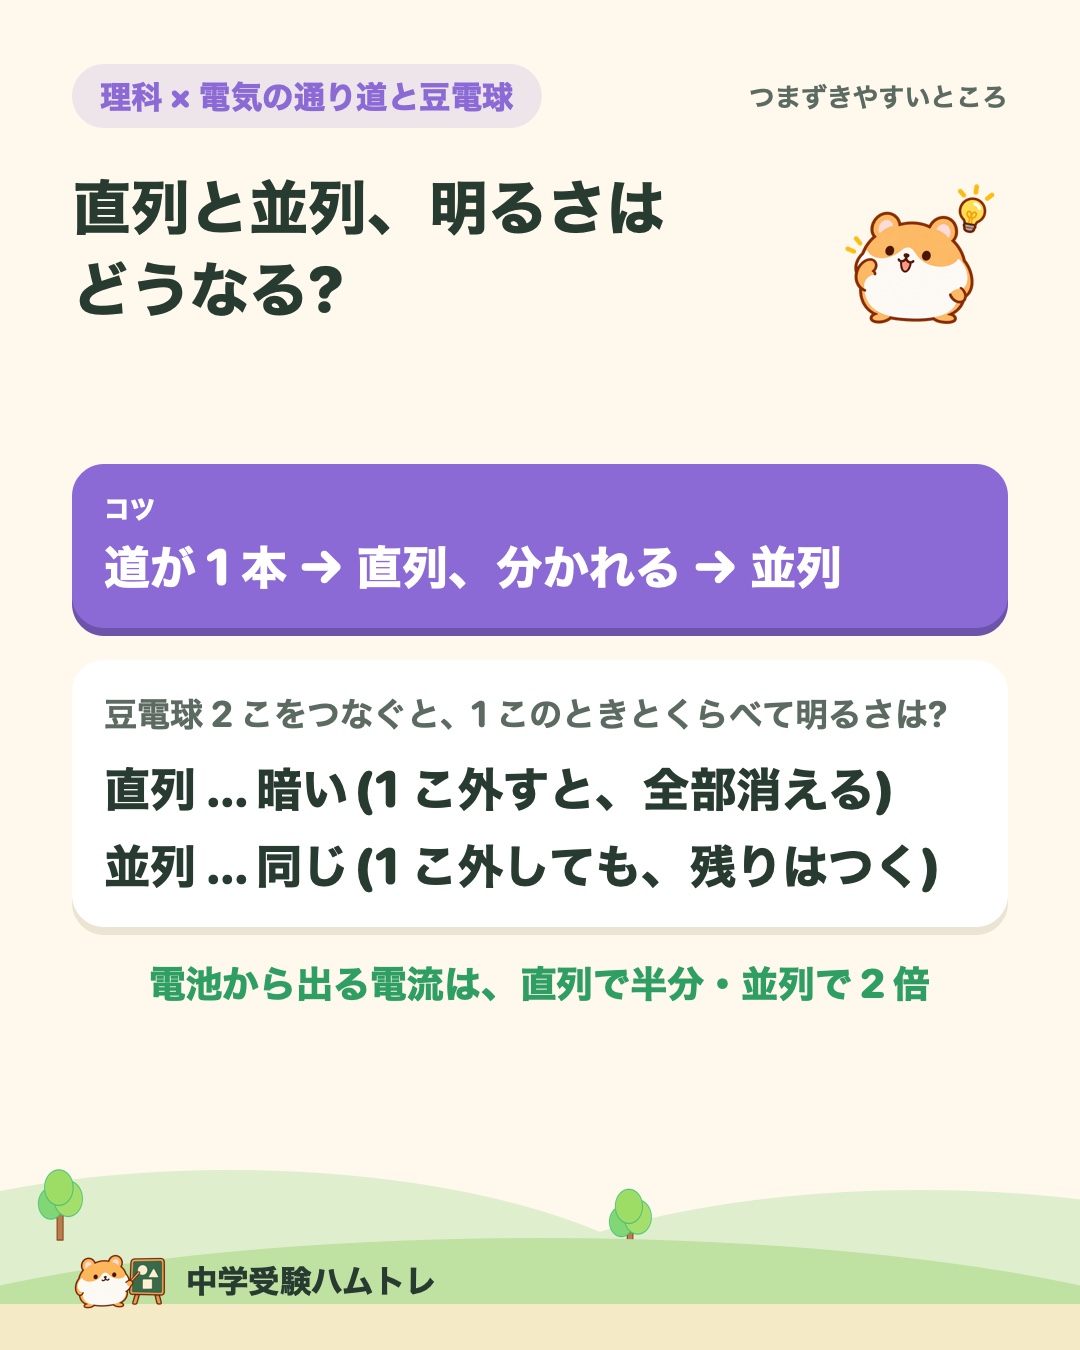 理科 × 電気の通り道と豆電球
つまずきやすいところ
直列と並列、明るさは
どうなる?
コツ
道が1本 → 直列、分かれる → 並列
豆電球2こをつなぐと、1このときとくらべて明るさは?
直列 … 暗い (1こ外すと、全部消える)
並列 … 同じ (1こ外しても、残りはつく)
電池から出る電流は、直列で半分・並列で2倍
中学受験ハムトレ